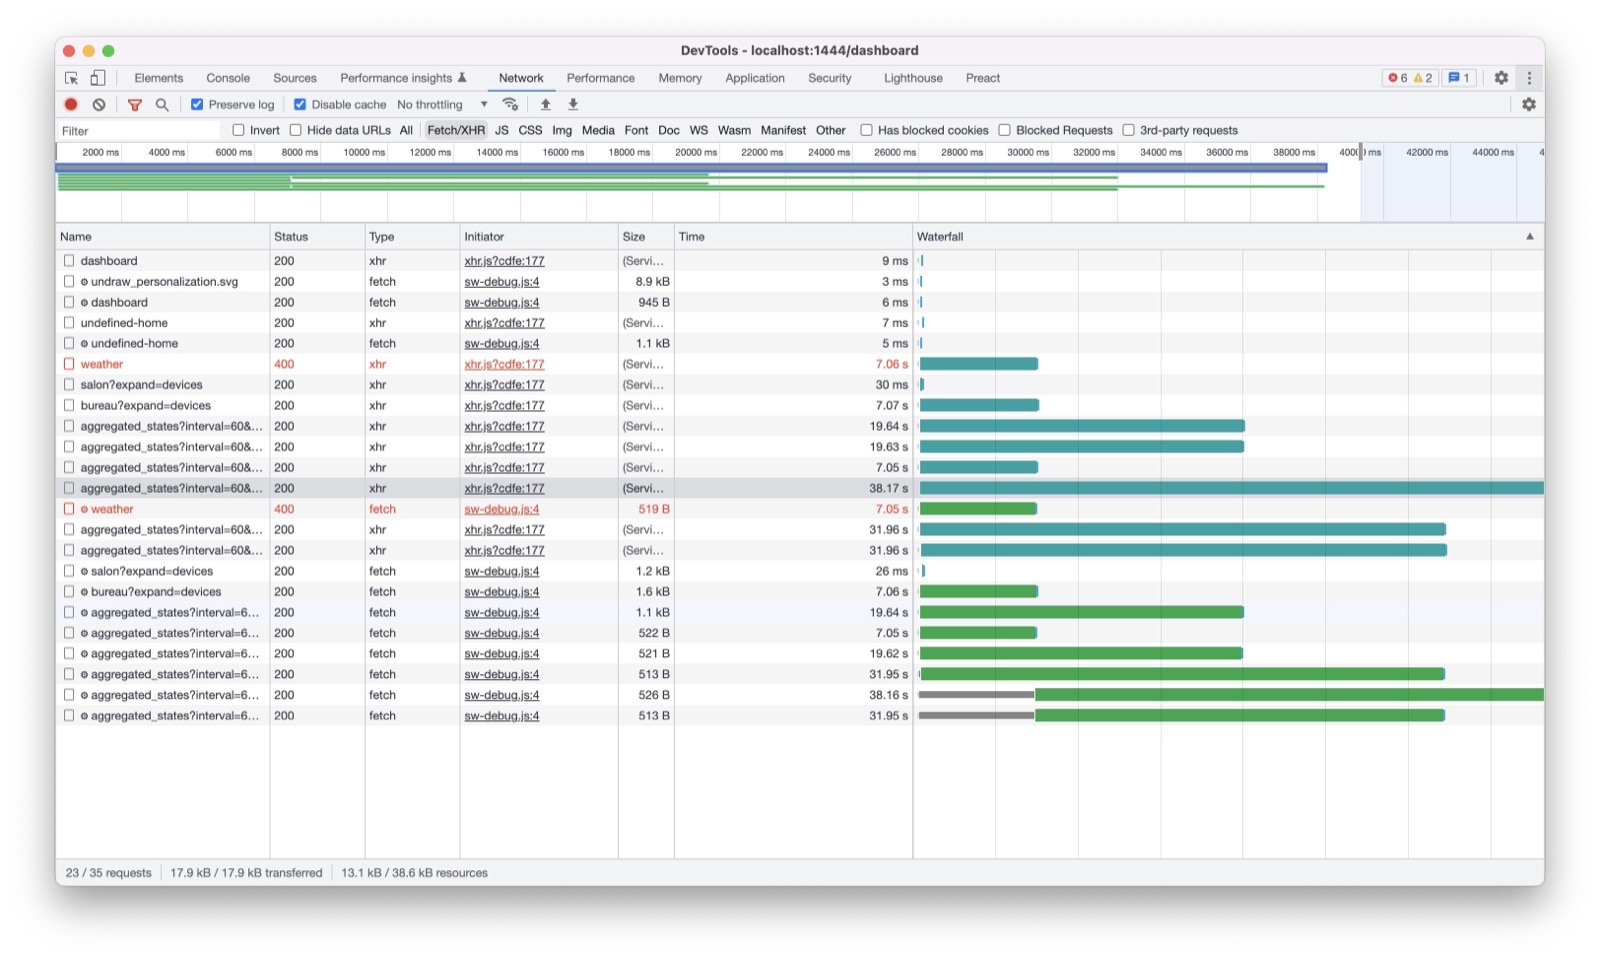 DevTools - localhost:1444/dashboard
Elements Console Sources Performance insights Network Performance Memory Application Security Lighthouse Preact 6 2 1
Preserve log Disable cache No throttling
Filter Invert Hide data URLs All Fetch/XHR JS CSS Img Media Font Doc WS Wasm Manifest Other Has blocked cookies Blocked Requests 3rd-party requests
2000 ms 4000 ms 6000 ms 8000 ms 10000 ms 12000 ms 14000 ms 16000 ms 18000 ms 20000 ms 22000 ms 24000 ms 26000 ms 28000 ms 30000 ms 32000 ms 34000 ms 36000 ms 38000 ms 42000 ms 44000 ms 4
Name Status Type Initiator Size Time Waterfall
dashboard 200 xhr xhr.js?cdfe:177 (Servi... 9 ms
undraw_personalization.svg 200 fetch sw-debug.js:4 8.9 kB 3 ms
dashboard 200 fetch sw-debug.js:4 945 B 6 ms
undefined-home 200 xhr xhr.js?cdfe:177 (Servi... 7 ms
undefined-home 200 fetch sw-debug.js:4 1.1 kB 5 ms
weather 400 xhr xhr.js?cdfe:177 (Servi... 7.06 s
salon?expand=devices 200 xhr xhr.js?cdfe:177 (Servi... 30 ms
bureau?expand=devices 200 xhr xhr.js?cdfe:177 (Servi... 7.07 s
aggregated_states?interval=60&... 200 xhr xhr.js?cdfe:177 (Servi... 19.64 s
aggregated_states?interval=60&... 200 xhr xhr.js?cdfe:177 (Servi... 19.63 s
aggregated_states?interval=60&... 200 xhr xhr.js?cdfe:177 (Servi... 7.05 s
aggregated_states?interval=60&... 200 xhr xhr.js?cdfe:177 (Servi... 38.17 s
weather 400 fetch sw-debug.js:4 519 B 7.05 s
aggregated_states?interval=60&... 200 xhr xhr.js?cdfe:177 (Servi... 31.96 s
aggregated_states?interval=60&... 200 xhr xhr.js?cdfe:177 (Servi... 31.96 s
salon?expand=devices 200 fetch sw-debug.js:4 1.2 kB 26 ms
bureau?expand=devices 200 fetch sw-debug.js:4 1.6 kB 7.06 s
aggregated_states?interval=6... 200 fetch sw-debug.js:4 1.1 kB 19.64 s
aggregated_states?interval=6... 200 fetch sw-debug.js:4 522 B 7.05 s
aggregated_states?interval=6... 200 fetch sw-debug.js:4 521 B 19.62 s
aggregated_states?interval=6... 200 fetch sw-debug.js:4 513 B 31.95 s
aggregated_states?interval=6... 200 fetch sw-debug.js:4 526 B 38.16 s
aggregated_states?interval=6... 200 fetch sw-debug.js:4 513 B 31.95 s
23 / 35 requests 17.9 kB / 17.9 kB transferred 13.1 kB / 38.6 kB resources